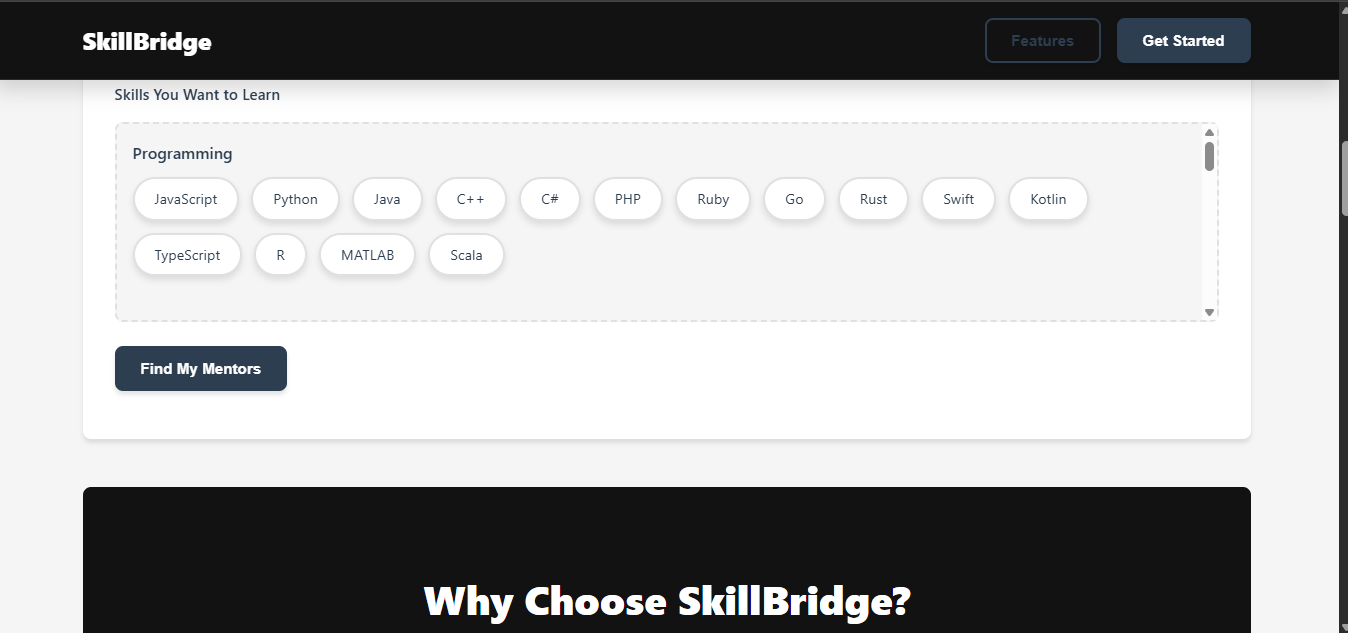 SkillBridge
Features
Get Started
Skills You Want to Learn
Programming
JavaScript Python Java C++ C# PHP Ruby Go Rust Swift Kotlin
TypeScript R MATLAB Scala
Find My Mentors
Why Choose SkillBridge?